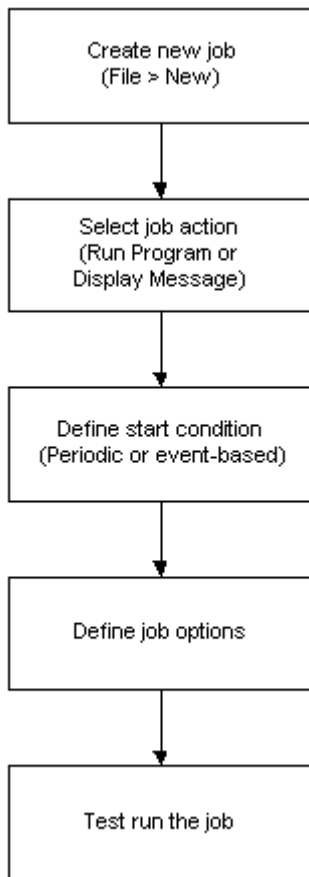 Create new job
(File > New)
Select job action
(Run Program or
Display Message)
Define start condition
(Periodic or event-based)
Define job options
Test run the job